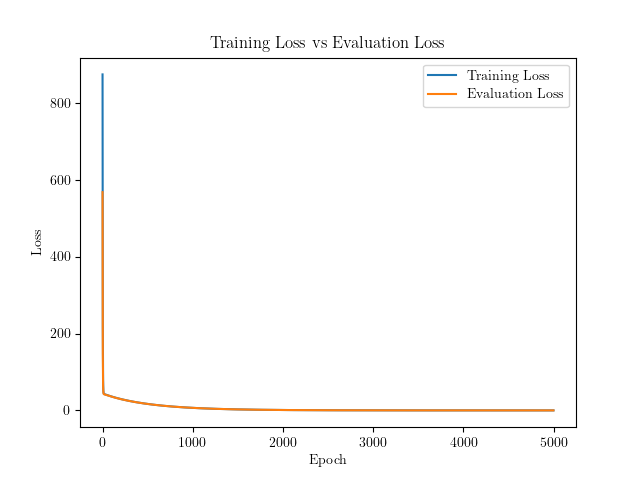 Training Loss vs Evaluation Loss
Training Loss
Evaluation Loss
Loss
800
600
400
200
0
0 1000 2000 3000 4000 5000
Epoch